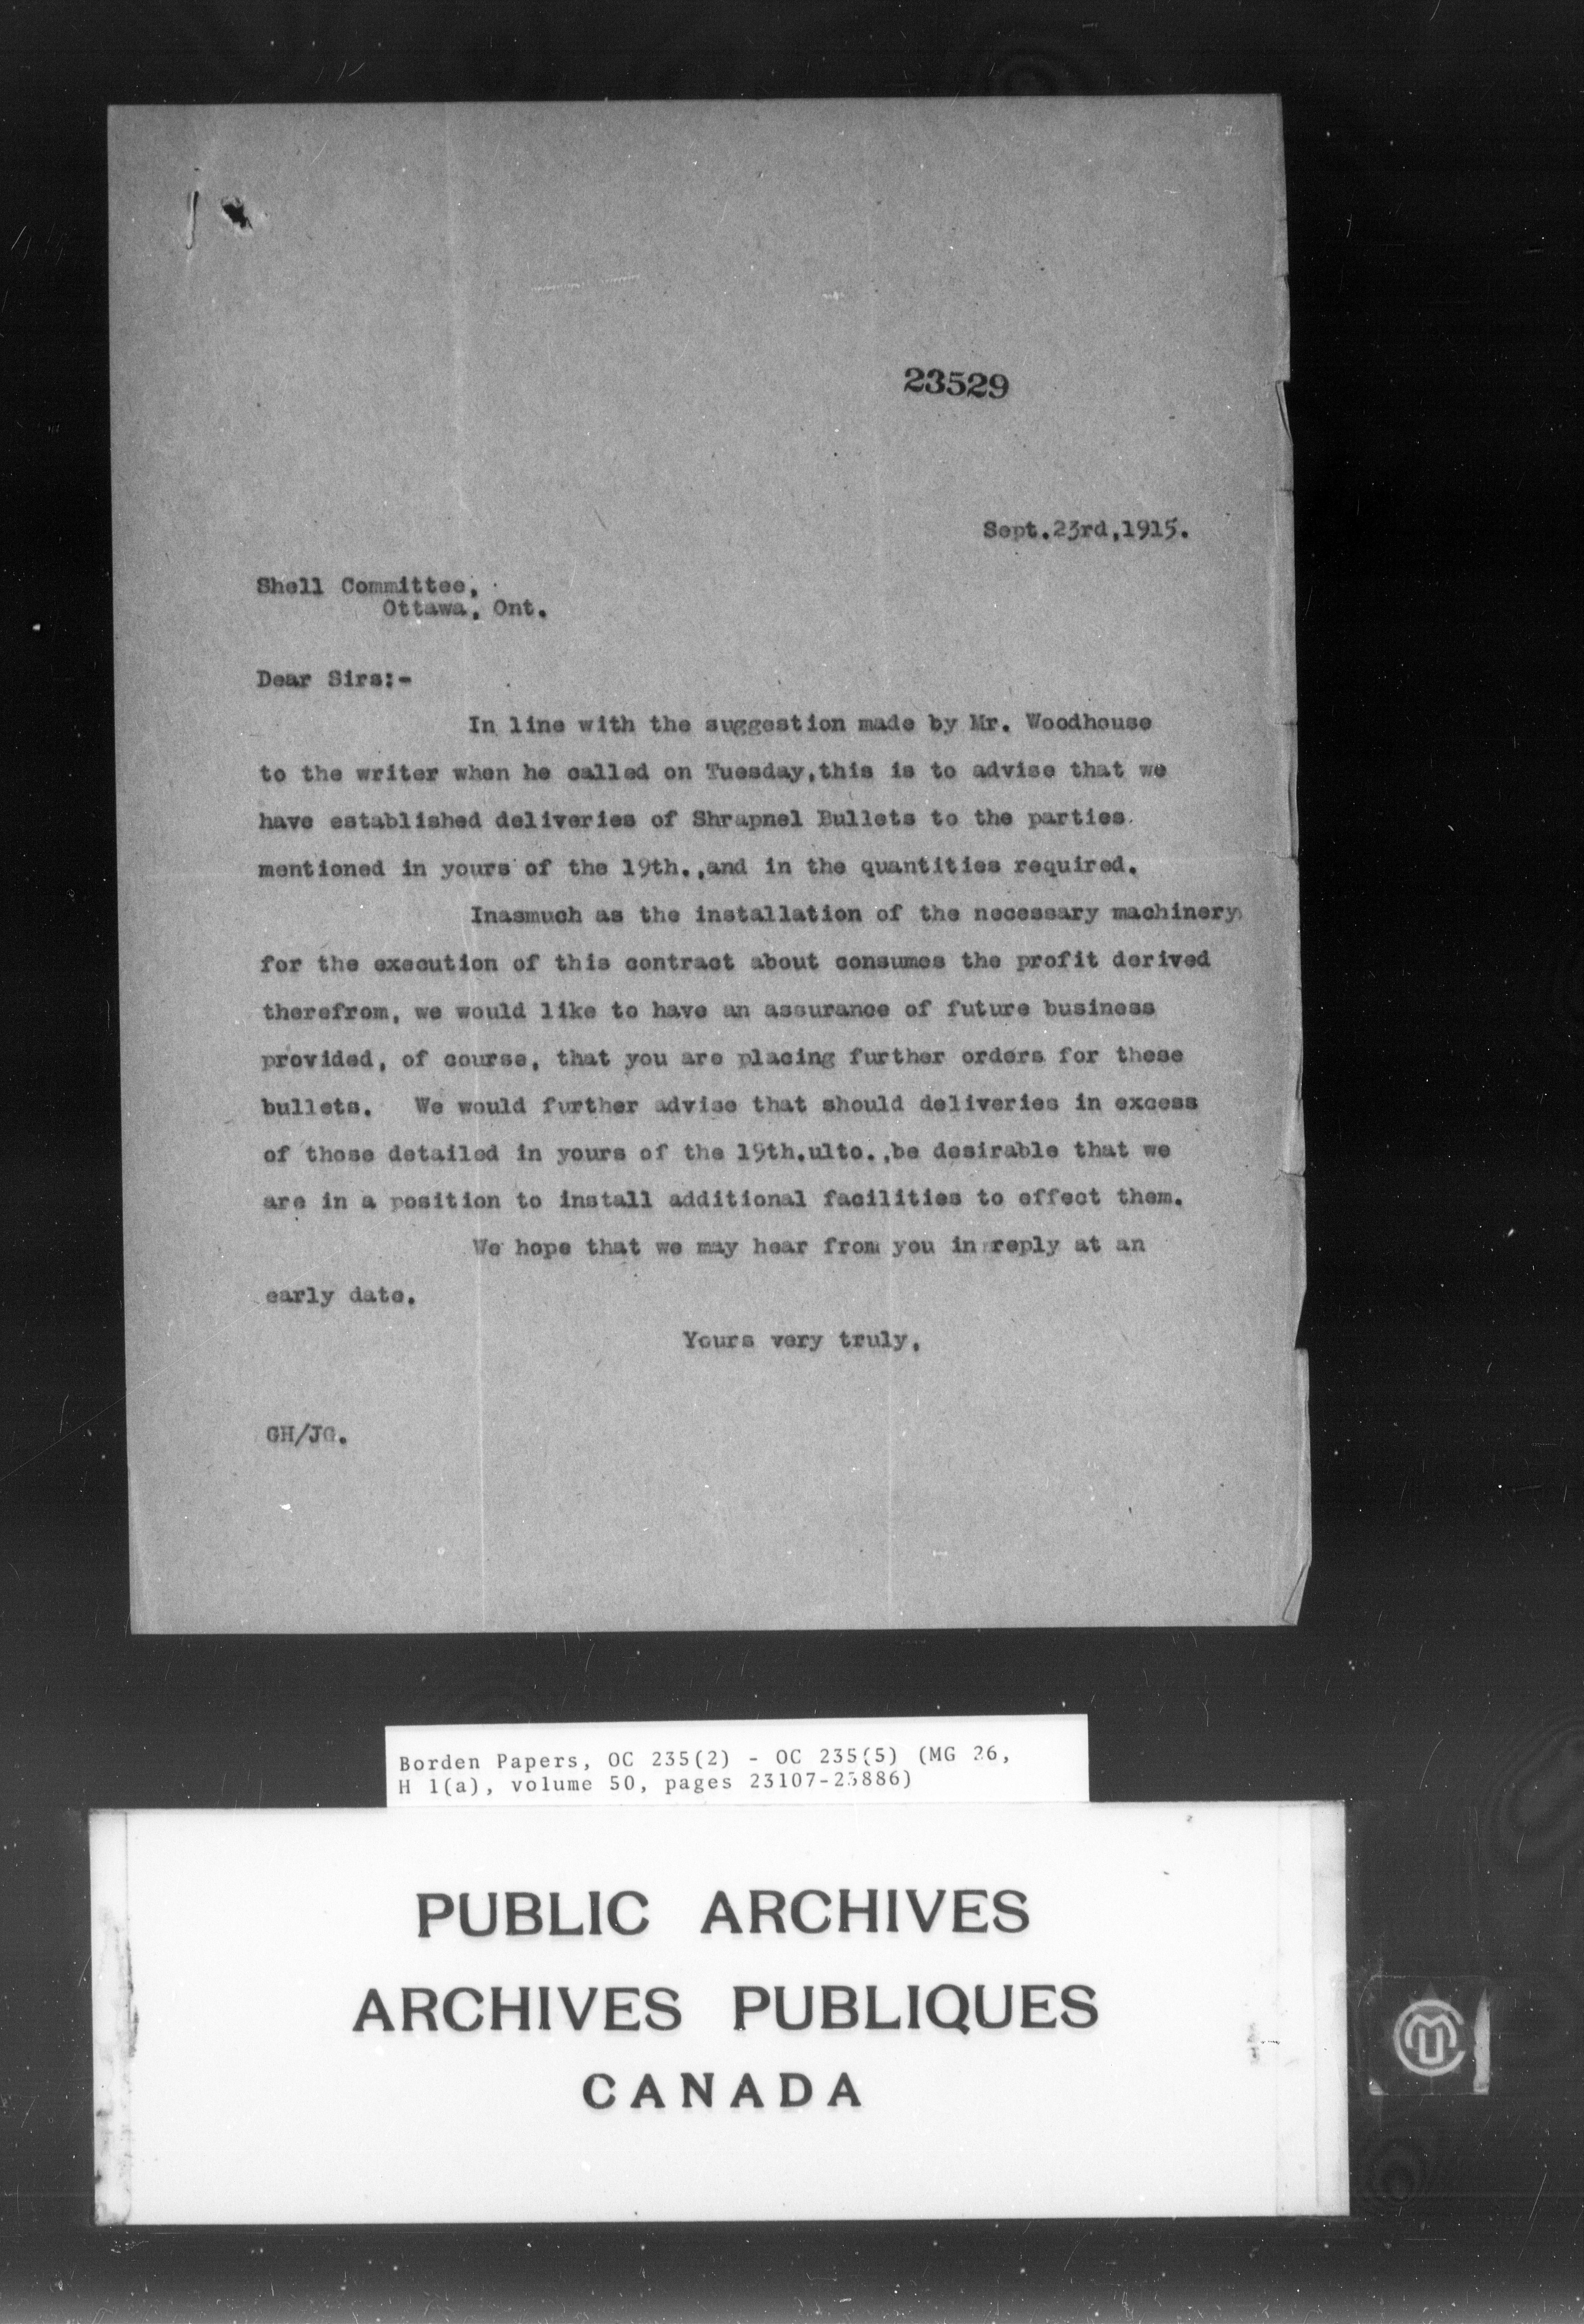 23529
Sept.23rd,1915.
Shell Committee,
Ottawa, Ont.
Dear Sirs:-
In line with the suggestion made by Mr. Woodhouse
to the writer when he called on Tuesday,this is to advise that we
have established deliveries of Shrapnel Bullets to the parties
mentioned in yours of the 19th.,and in the quantities required.
Inasmuch as the installation of the necessary machinery
for the execution of this contract about consumes the profit derived
therefrom, we would like to have an assurance of future business
provided, of course, that you are placing further orders for these
bullets. We would further advise that should deliveries in excess
of those detailed in yours of the 19th.ulto.,be desirable that we
are in a position to install additional facilities to effect them.
We hope that we may hear from you in reply at an
early date.
Yours very truly,
GH/JG.
Borden Papers, OC 235(2) - OC 235(5) (MG 26,
H 1(a), volume 50, pages 23107-23886)
PUBLIC ARCHIVES
ARCHIVES PUBLIQUES
CANADA